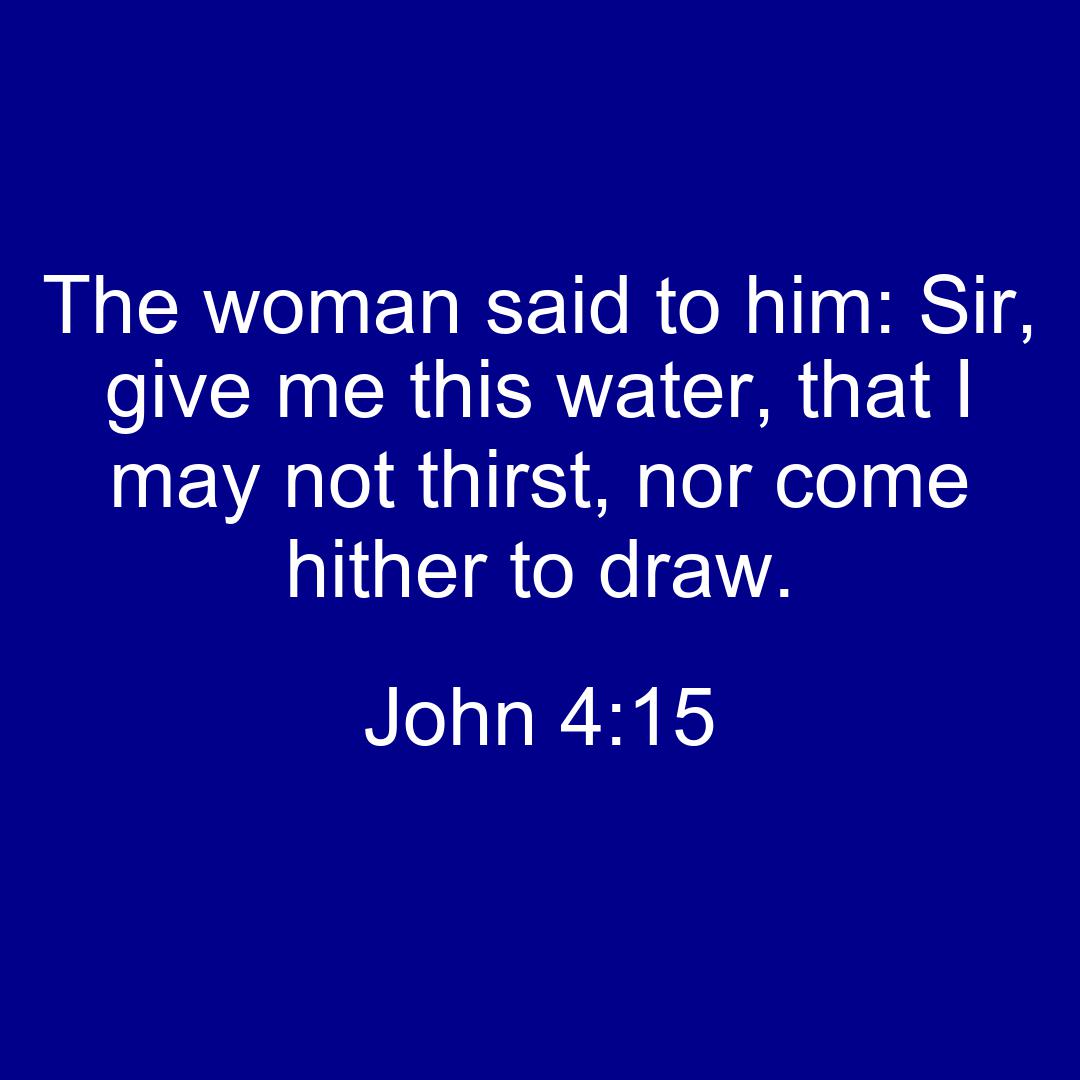 The woman said to him: Sir,
give me this water, that I
may not thirst, nor come
hither to draw.
John 4:15